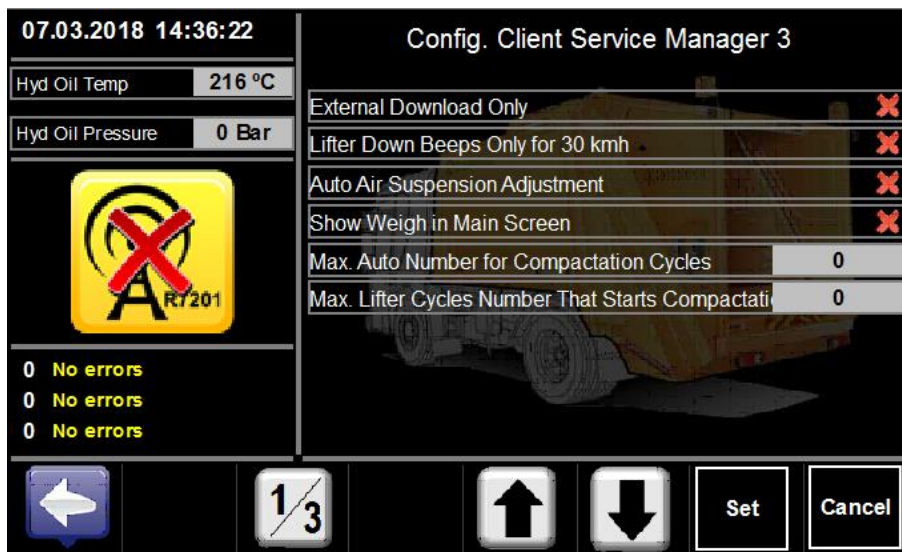 07.03.2018 14:36:22
Config. Client Service Manager 3
Hyd Oil Temp 216 ºC
Hyd Oil Pressure 0 Bar
External Download Only
Lifter Down Beeps Only for 30 kmh
Auto Air Suspension Adjustment
Show Weigh in Main Screen
Max. Auto Number for Compactation Cycles 0
Max. Lifter Cycles Number That Starts Compactati 0
R7201
0 No errors
0 No errors
0 No errors
1/3
Set
Cancel